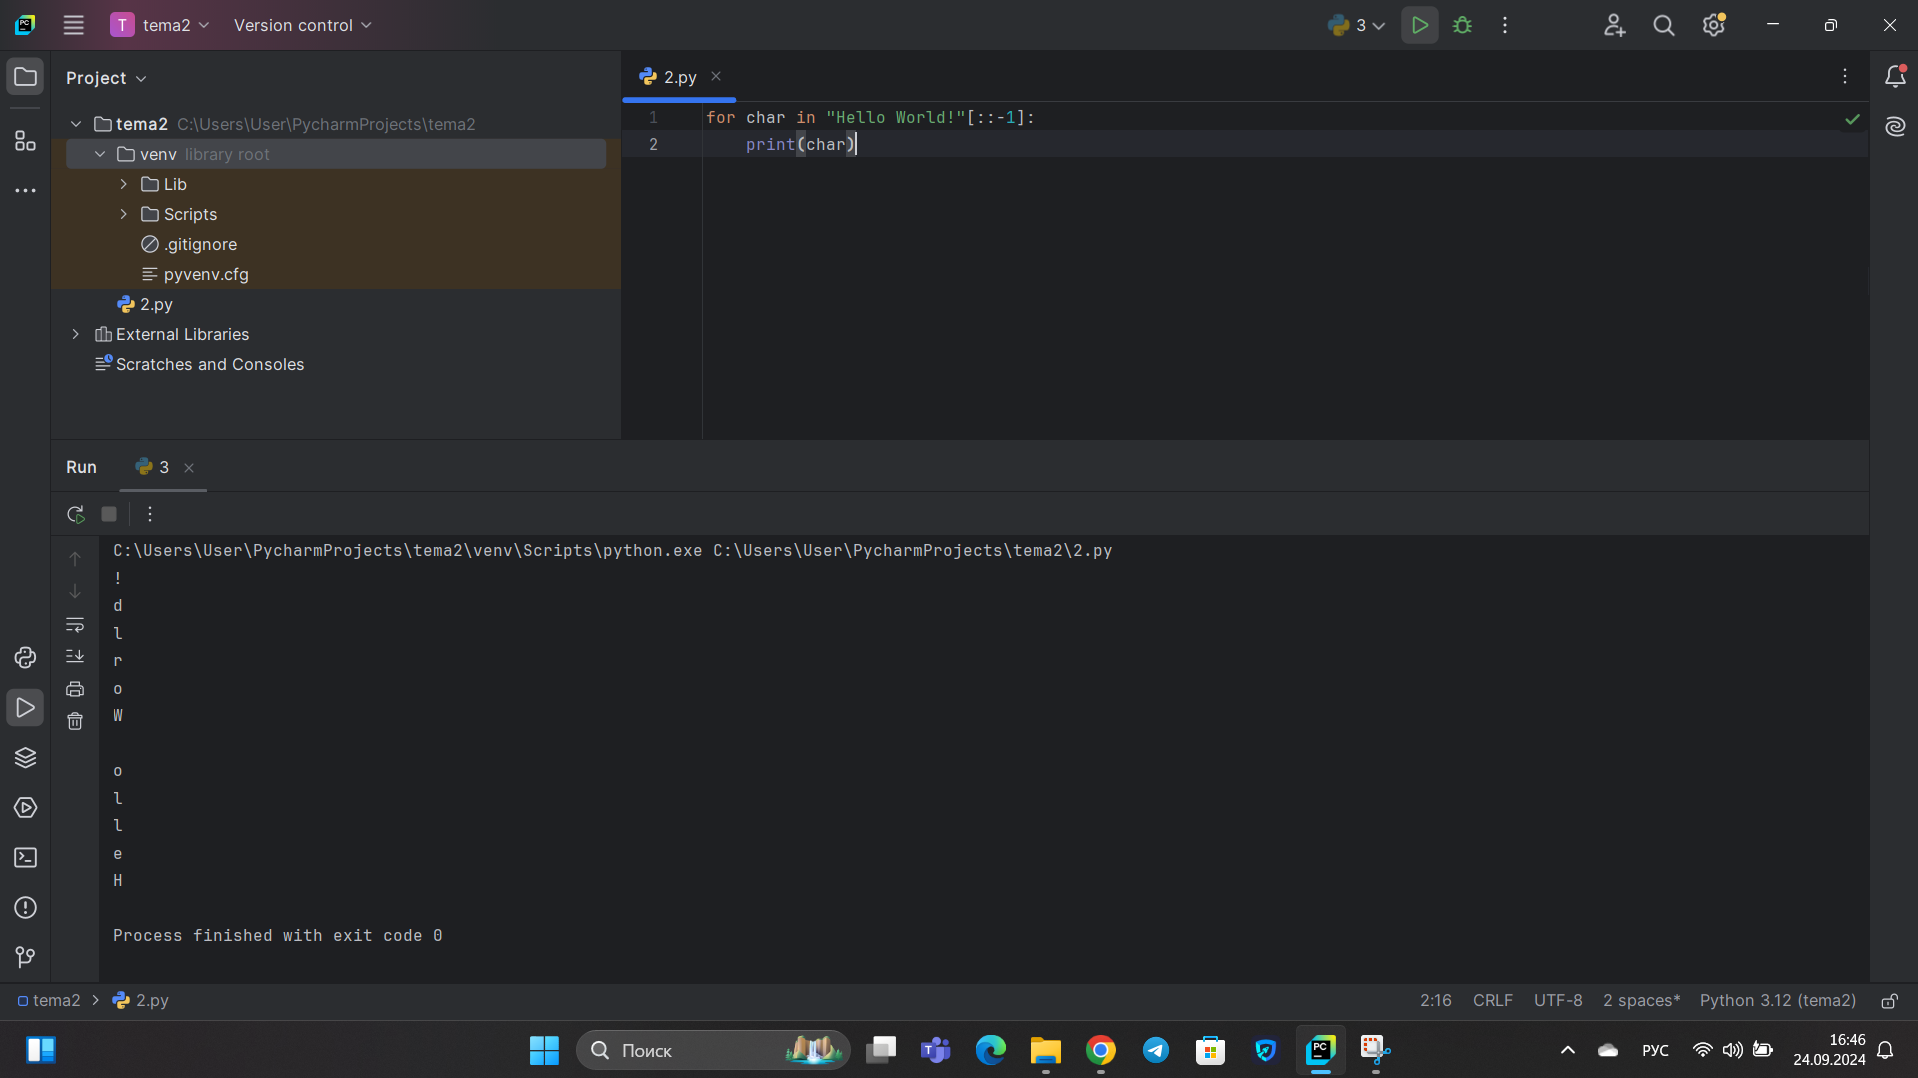 PC
T tema2 Version control
3
Project
2.py
tema2 C:\Users\User\PycharmProjects\tema2
venv library root
Lib
Scripts
.gitignore
pyvenv.cfg
2.py
External Libraries
Scratches and Consoles
1 for char in "Hello World!"[::-1]:
2 print(char)
Run 3
C:\Users\User\PycharmProjects\tema2\venv\Scripts\python.exe C:\Users\User\PycharmProjects\tema2\2.py
!
d
l
r
o
W
o
l
l
e
H
Process finished with exit code 0
tema2 > 2.py
2:16 CRLF UTF-8 2 spaces* Python 3.12 (tema2)
Поиск
PC
РУС
16:46
24.09.2024